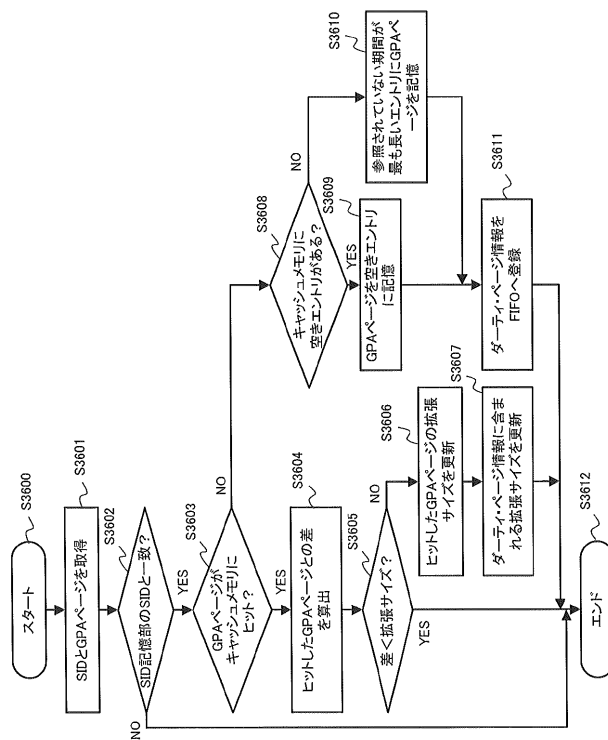 スタート
S3600
SIDとGPAページを取得
S3601
SID記憶部のSIDと一致?
S3602
NO
YES
GPAページが
キャッシュメモリに
ヒット?
S3603
NO
YES
ヒットしたGPAページとの差
を算出
S3604
差<拡張サイズ?
S3605
NO
YES
ヒットしたGPAページの拡張
サイズを更新
S3606
ダーティ・ページ情報に含ま
れる拡張サイズを更新
S3607
キャッシュメモリに
空きエントリがある?
S3608
NO
YES
GPAページを空きエントリ
に記憶
S3609
参照されていない期間が
最も長いエントリにGPAペ
ージを記憶
S3610
ダーティ・ページ情報を
FIFOへ登録
S3611
エンド
S3612